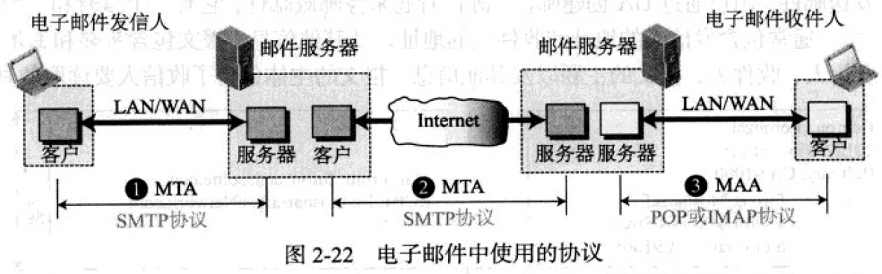 电子邮件发信人
邮件服务器
邮件服务器
电子邮件收件人
LAN/WAN
Internet
LAN/WAN
客户
服务器
客户
服务器
服务器
客户
❶ MTA
❷ MTA
❸ MAA
SMTP协议
SMTP协议
POP或IMAP协议
图 2-22 电子邮件中使用的协议